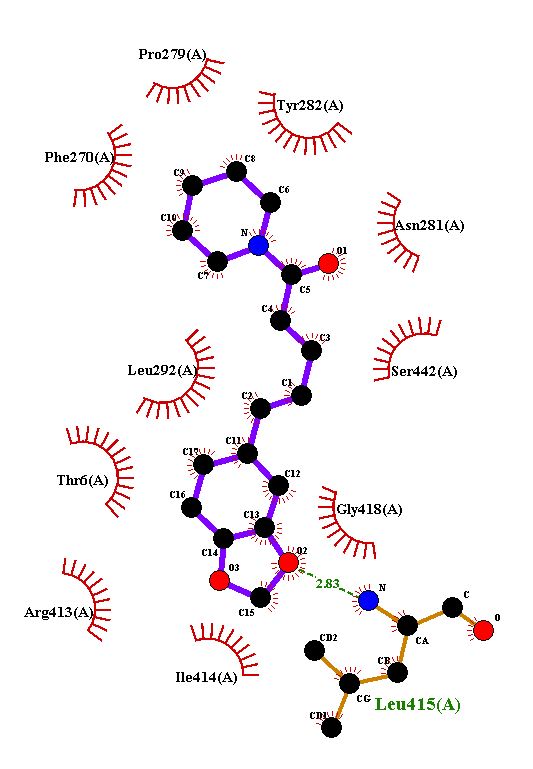 Pro279(A)
Tyr282(A)
Phe270(A)
C8
C9
C6
C10
N
Asn281(A)
O1
C7
C5
C4
C3
Leu292(A)
Ser442(A)
C1
C2
C11
C17
Thr6(A)
C12
C16
Gly418(A)
C13
C14
O2
O3
2.83
N
C15
C
Arg413(A)
O
CA
CD2
CB
Ile414(A)
CG
Leu415(A)
CD1